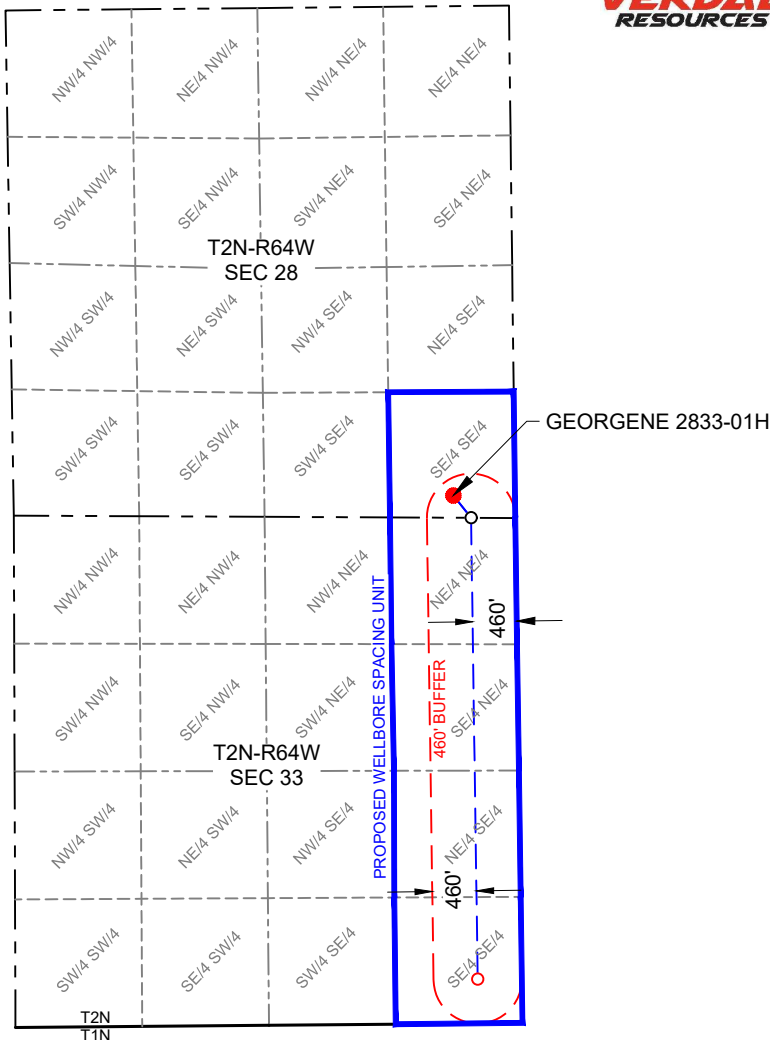 RESOURCES
NW/4 NW/4
NE/4 NW/4
NW/4 NE/4
NE/4 NE/4
SW/4 NW/4
SE/4 NW/4
SW/4 NE/4
SE/4 NE/4
T2N-R64W
SEC 28
NW/4 SW/4
NE/4 SW/4
NW/4 SE/4
NE/4 SE/4
SW/4 SW/4
SE/4 SW/4
SW/4 SE/4
SE/4 SE/4
GEORGENE 2833-01H
NW/4 NW/4
NE/4 NW/4
NW/4 NE/4
NE/4 NE/4
460'
PROPOSED WELLBORE SPACING UNIT
460' BUFFER
SW/4 NW/4
SE/4 NW/4
SW/4 NE/4
SE/4 NE/4
T2N-R64W
SEC 33
NW/4 SW/4
NE/4 SW/4
NW/4 SE/4
NE/4 SE/4
460'
SW/4 SW/4
SE/4 SW/4
SW/4 SE/4
SE/4 SE/4
T2N
T1N